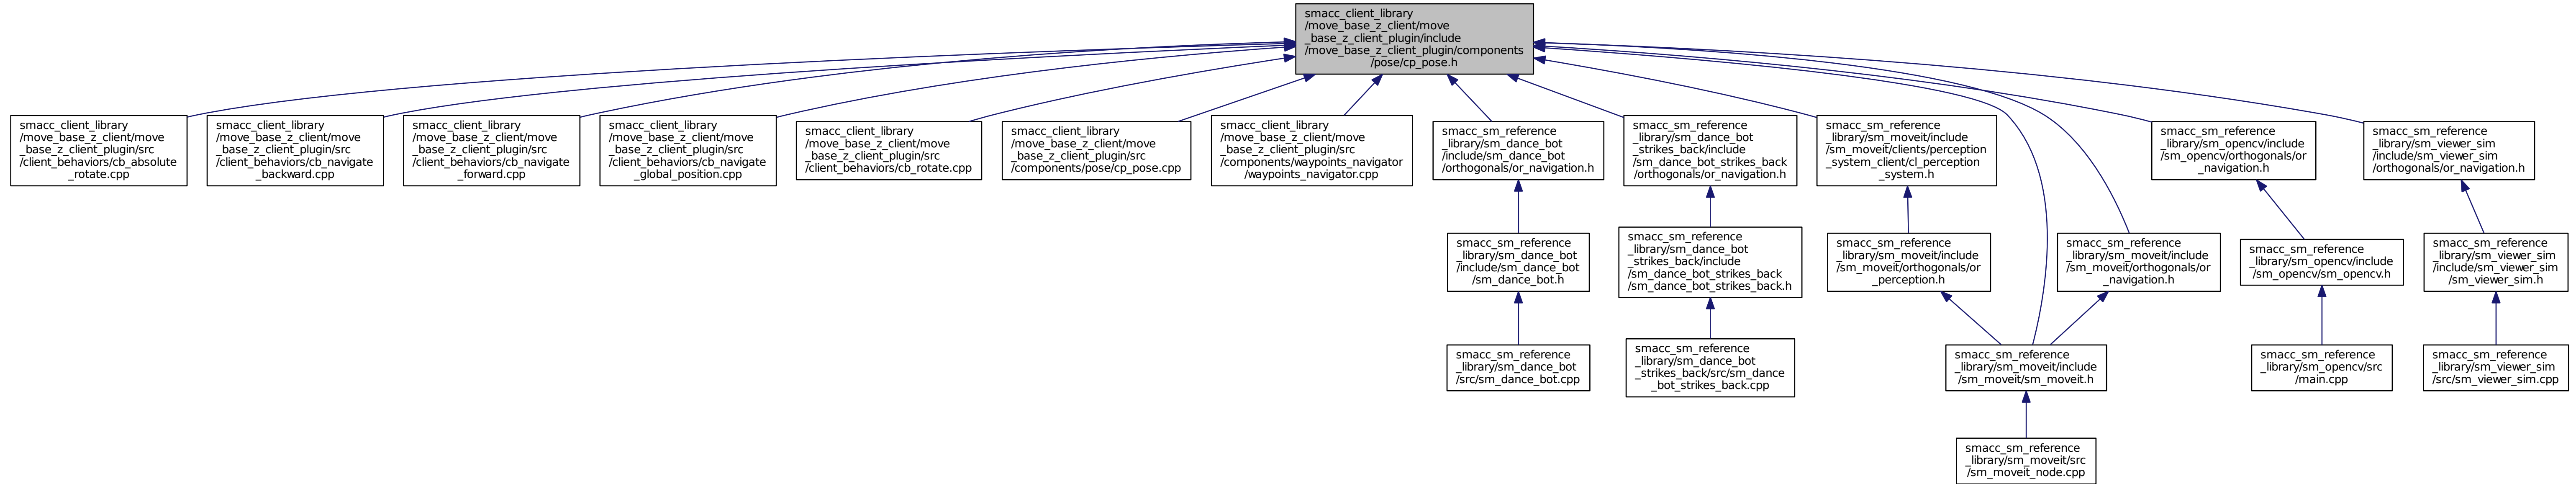 smacc_client_library
/move_base_z_client/move
_base_z_client_plugin/include
/move_base_z_client_plugin/components
/pose/cp_pose.h
smacc_client_library
/move_base_z_client/move
_base_z_client_plugin/src
/client_behaviors/cb_absolute
_rotate.cpp
smacc_client_library
/move_base_z_client/move
_base_z_client_plugin/src
/client_behaviors/cb_navigate
_backward.cpp
smacc_client_library
/move_base_z_client/move
_base_z_client_plugin/src
/client_behaviors/cb_navigate
_forward.cpp
smacc_client_library
/move_base_z_client/move
_base_z_client_plugin/src
/client_behaviors/cb_navigate
_global_position.cpp
smacc_client_library
/move_base_z_client/move
_base_z_client_plugin/src
/client_behaviors/cb_rotate.cpp
smacc_client_library
/move_base_z_client/move
_base_z_client_plugin/src
/components/pose/cp_pose.cpp
smacc_client_library
/move_base_z_client/move
_base_z_client_plugin/src
/components/waypoints_navigator
/waypoints_navigator.cpp
smacc_sm_reference
_library/sm_dance_bot
/include/sm_dance_bot
/orthogonals/or_navigation.h
smacc_sm_reference
_library/sm_dance_bot
_strikes_back/include
/sm_dance_bot_strikes_back
/orthogonals/or_navigation.h
smacc_sm_reference
_library/sm_moveit/include
/sm_moveit/clients/perception
_system_client/cl_perception
_system.h
smacc_sm_reference
_library/sm_opencv/include
/sm_opencv/orthogonals/or
_navigation.h
smacc_sm_reference
_library/sm_viewer_sim
/include/sm_viewer_sim
/orthogonals/or_navigation.h
smacc_sm_reference
_library/sm_dance_bot
/include/sm_dance_bot
/sm_dance_bot.h
smacc_sm_reference
_library/sm_dance_bot
_strikes_back/include
/sm_dance_bot_strikes_back
/sm_dance_bot_strikes_back.h
smacc_sm_reference
_library/sm_moveit/include
/sm_moveit/orthogonals/or
_perception.h
smacc_sm_reference
_library/sm_moveit/include
/sm_moveit/orthogonals/or
_navigation.h
smacc_sm_reference
_library/sm_opencv/include
/sm_opencv/sm_opencv.h
smacc_sm_reference
_library/sm_viewer_sim
/include/sm_viewer_sim
/sm_viewer_sim.h
smacc_sm_reference
_library/sm_dance_bot
/src/sm_dance_bot.cpp
smacc_sm_reference
_library/sm_dance_bot
_strikes_back/src/sm_dance
_bot_strikes_back.cpp
smacc_sm_reference
_library/sm_moveit/include
/sm_moveit/sm_moveit.h
smacc_sm_reference
_library/sm_opencv/src
/main.cpp
smacc_sm_reference
_library/sm_viewer_sim
/src/sm_viewer_sim.cpp
smacc_sm_reference
_library/sm_moveit/src
/sm_moveit_node.cpp